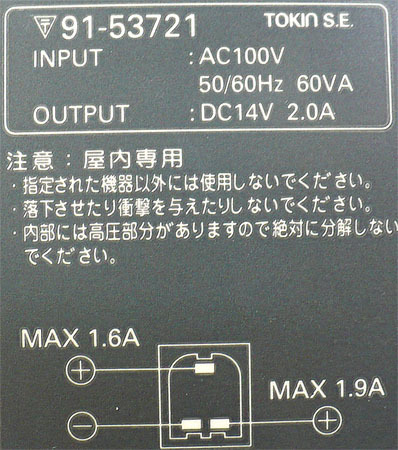 〒 91-53721 TOKIN S.E.
INPUT : AC100V
50/60Hz 60VA
OUTPUT : DC14V 2.0A
注意：屋内専用
・指定された機器以外には使用しないでください。
・落下させたり衝撃を与えたりしないでください。
・内部には高圧部分がありますので絶対に分解しない
でください。
MAX 1.6A
+
MAX 1.9A
− +